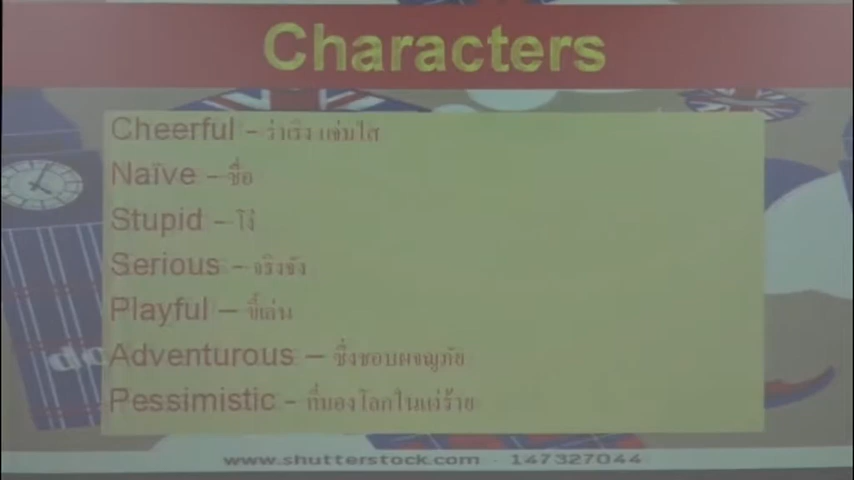 Characters
Cheerful - ร่าเริง แจ่มใส
Naïve - ซื่อ
Stupid - โง่
Serious - จริงจัง
Playful – ขี้เล่น
Adventurous – ซึ่งชอบผจญภัย
Pessimistic - ที่มองโลกในแง่ร้าย
www.shutterstock.com · 147327044